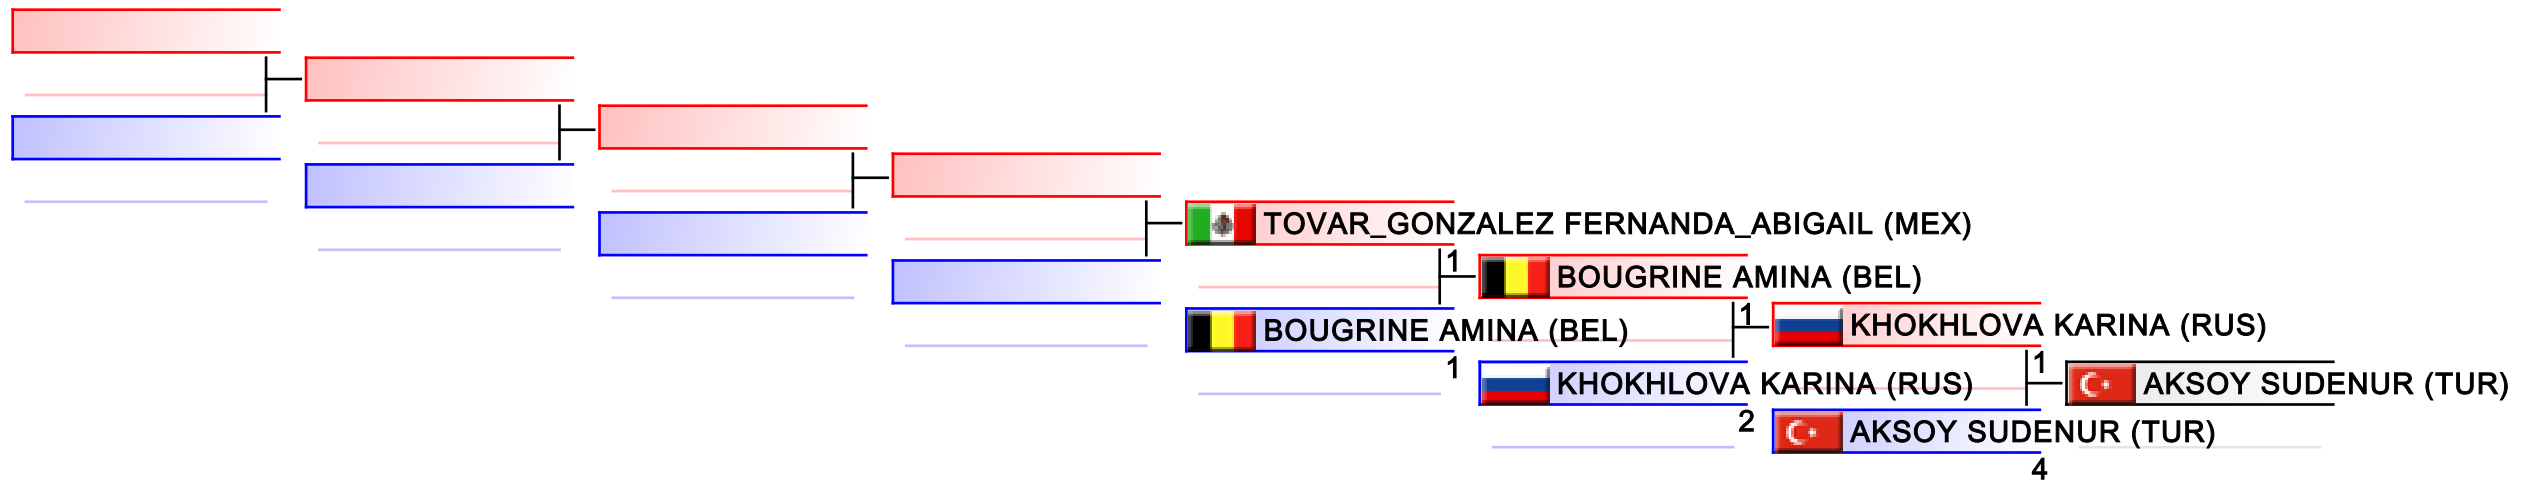 TOVAR_GONZALEZ FERNANDA_ABIGAIL (MEX)
1
BOUGRINE AMINA (BEL)
BOUGRINE AMINA (BEL)
1
1
KHOKHLOVA KARINA (RUS)
KHOKHLOVA KARINA (RUS)
2
1
AKSOY SUDENUR (TUR)
AKSOY SUDENUR (TUR)
4